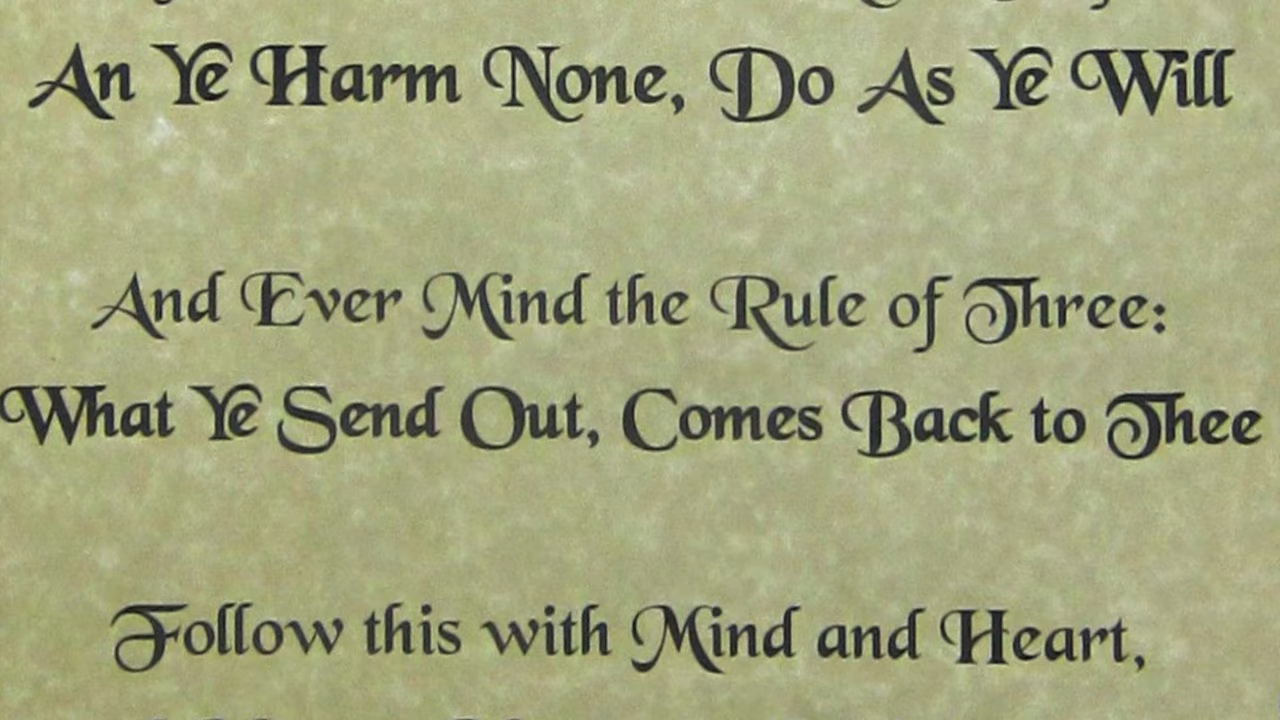 An Ye Harm None, Do As Ye Will
And Ever Mind the Rule of Three:
What Ye Send Out, Comes Back to Thee
Follow this with Mind and Heart,